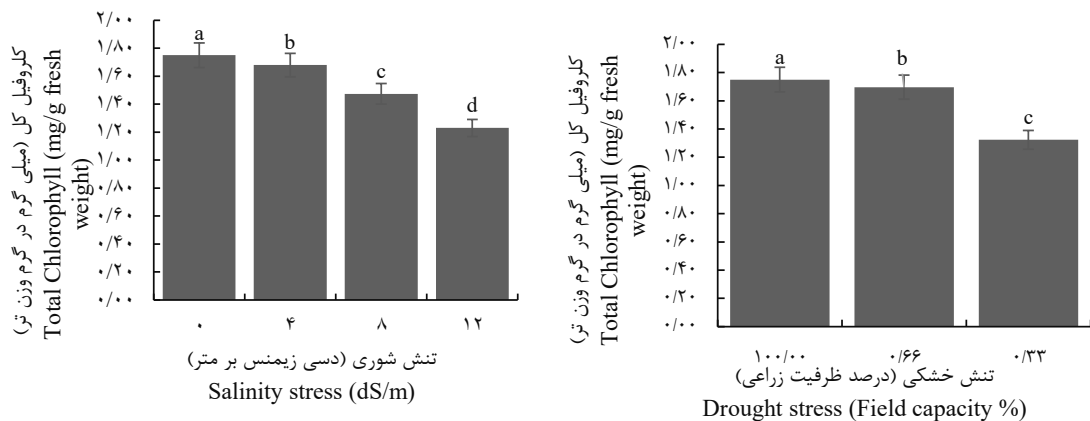 کلروفیل کل (میلی گرم در گرم وزن تر)
Total Chlorophyll (mg/g fresh
weight)
۲/۰۰
۱/۸۰
۱/۶۰
۱/۴۰
۱/۲۰
۱/۰۰
۰/۸۰
۰/۶۰
۰/۴۰
۰/۲۰
۰/۰۰
a
b
c
d
۰
۴
۸
۱۲
تنش شوری (دسی زیمنس بر متر)
Salinity stress (dS/m)
کلروفیل کل (میلی گرم در گرم وزن تر)
Total Chlorophyll (mg/g fresh
weight)
۲/۰۰
۱/۸۰
۱/۶۰
۱/۴۰
۱/۲۰
۱/۰۰
۰/۸۰
۰/۶۰
۰/۴۰
۰/۲۰
۰/۰۰
a
b
c
۱۰۰/۰۰
۰/۶۶
۰/۳۳
تنش خشکی (درصد ظرفیت زراعی)
Drought stress (Field capacity %)